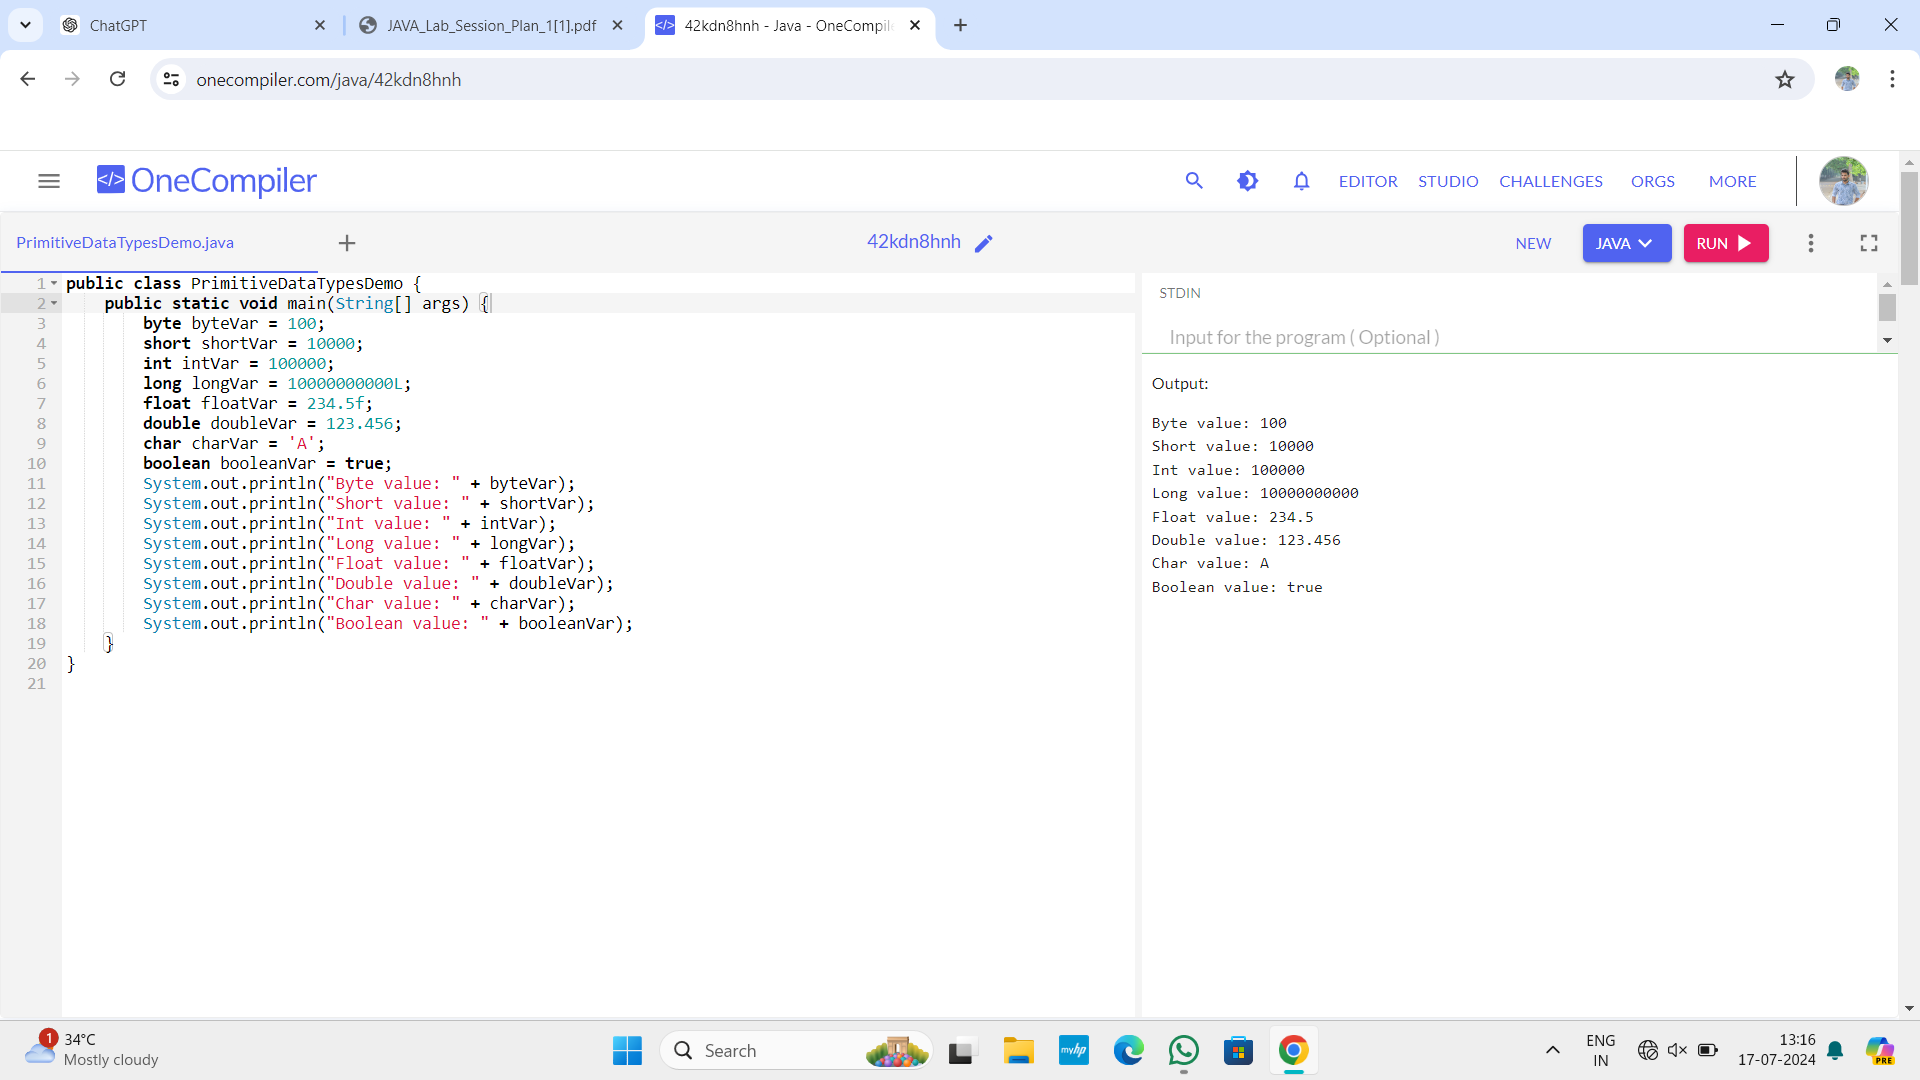 ChatGPT
JAVA_Lab_Session_Plan_1[1].pdf
42kdn8hnh - Java - OneCompil
onecompiler.com/java/42kdn8hnh
</> OneCompiler
EDITOR STUDIO CHALLENGES ORGS MORE
PrimitiveDataTypesDemo.java
42kdn8hnh
NEW
JAVA
RUN
1 public class PrimitiveDataTypesDemo {
2 public static void main(String[] args) {
3 byte byteVar = 100;
4 short shortVar = 10000;
5 int intVar = 100000;
6 long longVar = 10000000000L;
7 float floatVar = 234.5f;
8 double doubleVar = 123.456;
9 char charVar = 'A';
10 boolean booleanVar = true;
11 System.out.println("Byte value: " + byteVar);
12 System.out.println("Short value: " + shortVar);
13 System.out.println("Int value: " + intVar);
14 System.out.println("Long value: " + longVar);
15 System.out.println("Float value: " + floatVar);
16 System.out.println("Double value: " + doubleVar);
17 System.out.println("Char value: " + charVar);
18 System.out.println("Boolean value: " + booleanVar);
19 }
20 }
21
STDIN
Input for the program ( Optional )
Output:
Byte value: 100
Short value: 10000
Int value: 100000
Long value: 10000000000
Float value: 234.5
Double value: 123.456
Char value: A
Boolean value: true
1
34°C
Mostly cloudy
Search
myhp
ENG
IN
13:16
17-07-2024
PRE